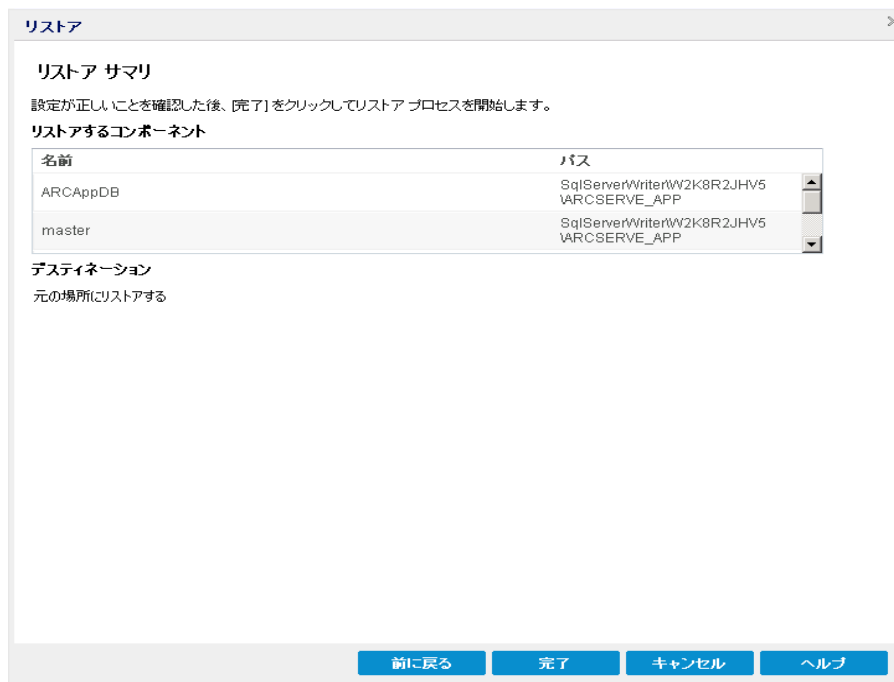 リストア
リストア サマリ
設定が正しいことを確認した後、[完了] をクリックしてリストア プロセスを開始します。
リストアするコンポーネント
名前 パス
ARCAppDB SqlServerWriter\W2K8R2JHV5
\ARCSERVE_APP
master SqlServerWriter\W2K8R2JHV5
\ARCSERVE_APP
デスティネーション
元の場所にリストアする
前に戻る 完了 キャンセル ヘルプ